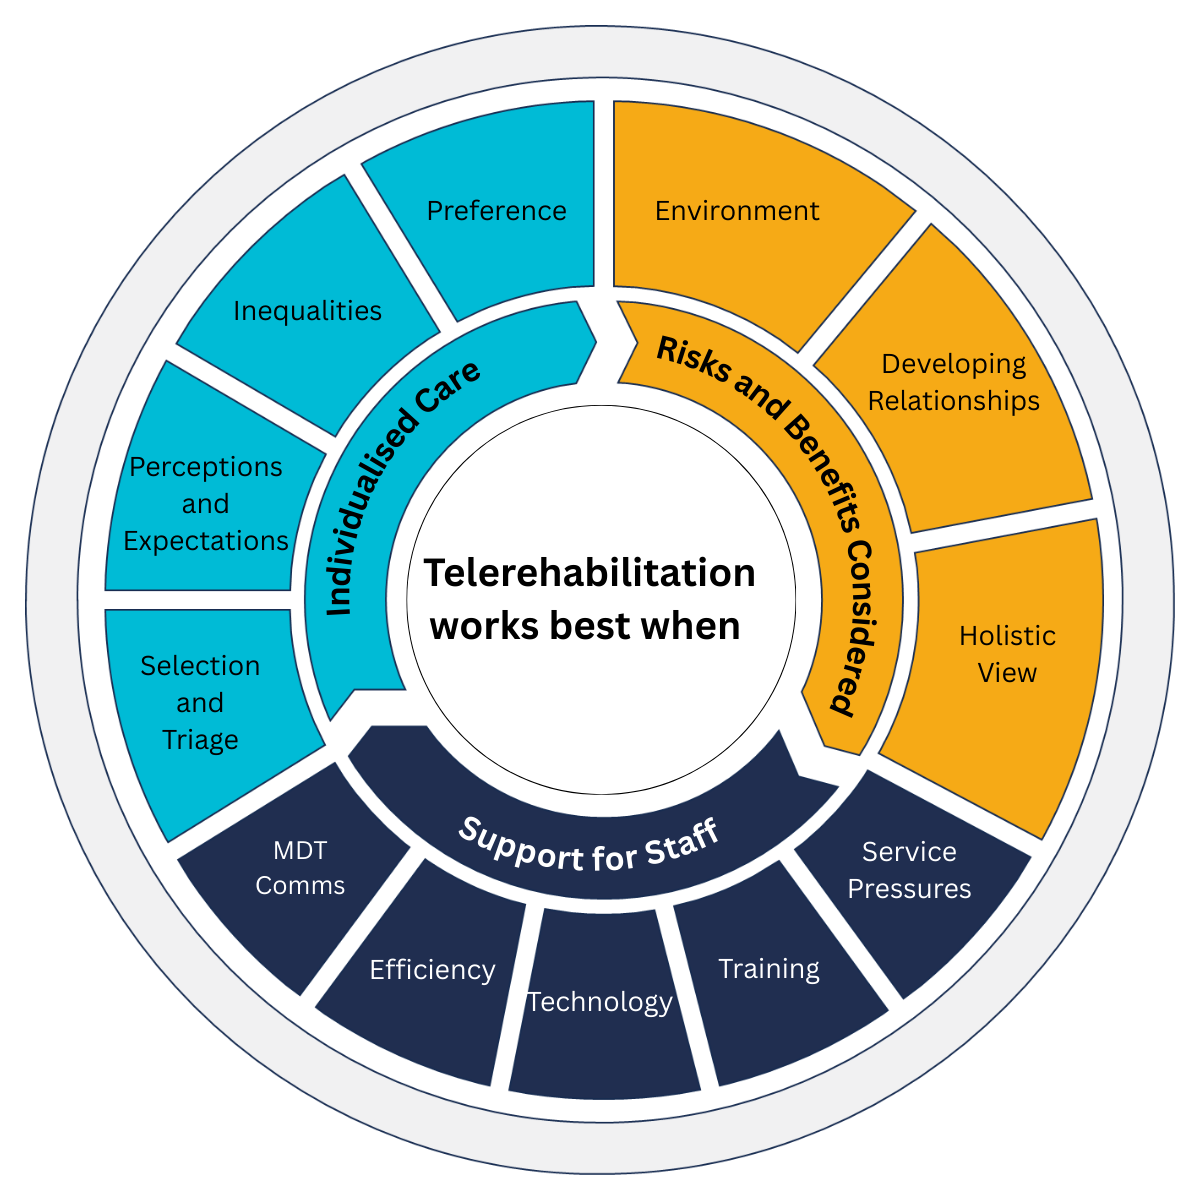 Telerehabilitation
works best when
Individualised Care
Risks and Benefits Considered
Support for Staff
Preference
Environment
Developing
Relationships
Holistic
View
Service
Pressures
Training
Technology
Efficiency
MDT
Comms
Selection
and
Triage
Perceptions
and
Expectations
Inequalities